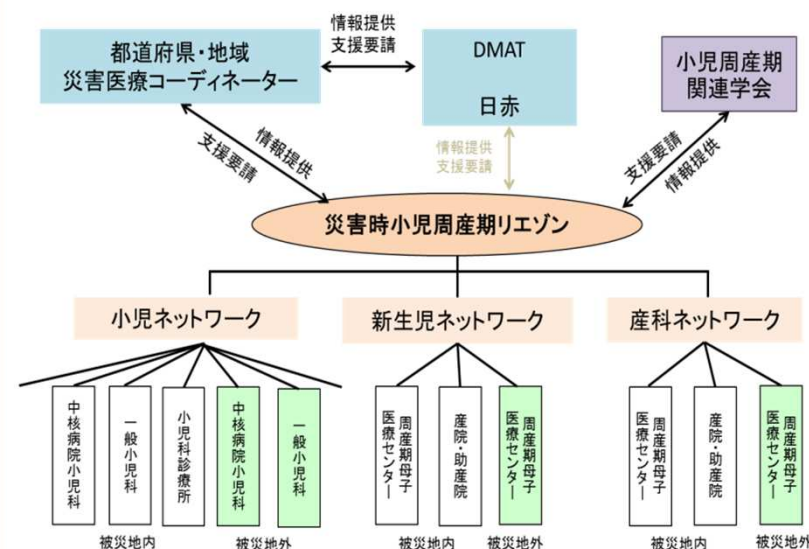 情報提供
支援要請
都道府県・地域
災害医療コーディネーター
DMAT
日赤
小児周産期
関連学会
情報提供
支援要請
情報提供
支援要請
支援要請
情報提供
災害時小児周産期リエゾン
小児ネットワーク
新生児ネットワーク
産科ネットワーク
中核病院小児科
一般小児科
小児科診療所
中核病院小児科
一般小児科
周産期母子
医療センター
産院・助産院
周産期母子
医療センター
周産期母子
医療センター
産院・助産院
周産期母子
医療センター
被災地内
被災地外
被災地内
被災地外
被災地内
被災地外